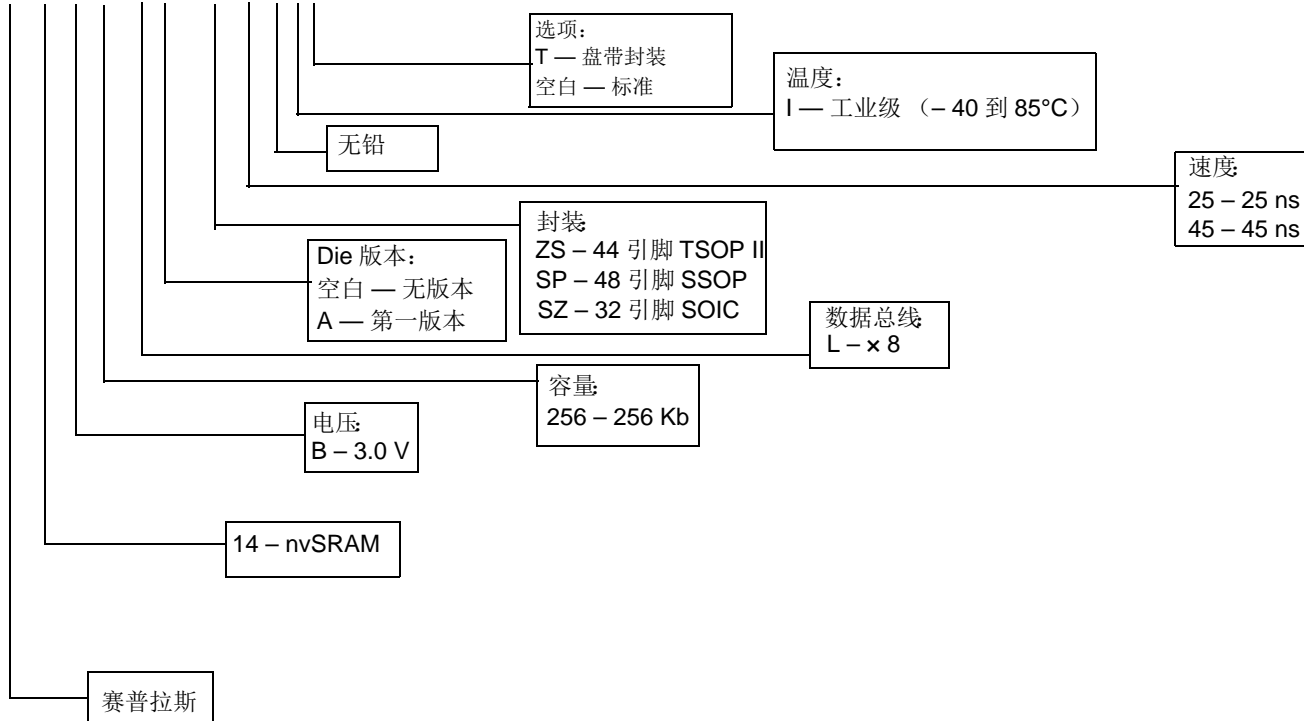 选项：
T — 盘带封装
空白 — 标准
温度：
I — 工业级 （– 40 到 85°C）
无铅
速度:
25 – 25 ns
45 – 45 ns
封装:
ZS – 44 引脚 TSOP II
SP – 48 引脚 SSOP
SZ – 32 引脚 SOIC
Die 版本：
空白 — 无版本
A — 第一版本
数据总线:
L – × 8
容量:
256 – 256 Kb
电压:
B – 3.0 V
14 – nvSRAM
赛普拉斯